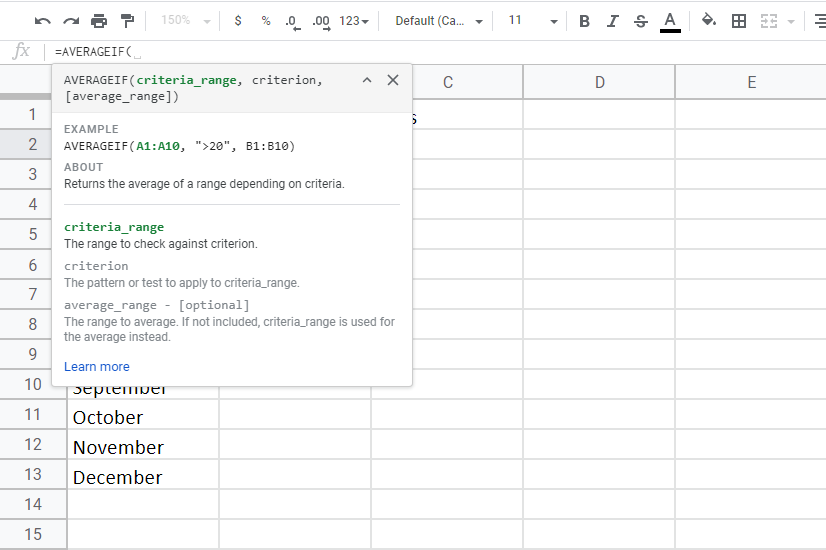 150% $ % .0 .00 123 Default (Ca... 11 B I S A
fx =AVERAGEIF(
AVERAGEIF(criteria_range, criterion,
[average_range])
C D E
1 s
EXAMPLE
2
AVERAGEIF(A1:A10, ">20", B1:B10)
ABOUT
3
Returns the average of a range depending on criteria.
4
criteria_range
5
The range to check against criterion.
6
criterion
The pattern or test to apply to criteria_range.
7
average_range - [optional]
8
The range to average. If not included, criteria_range is used for
the average instead.
9
Learn more
10 September
11 October
12 November
13 December
14
15